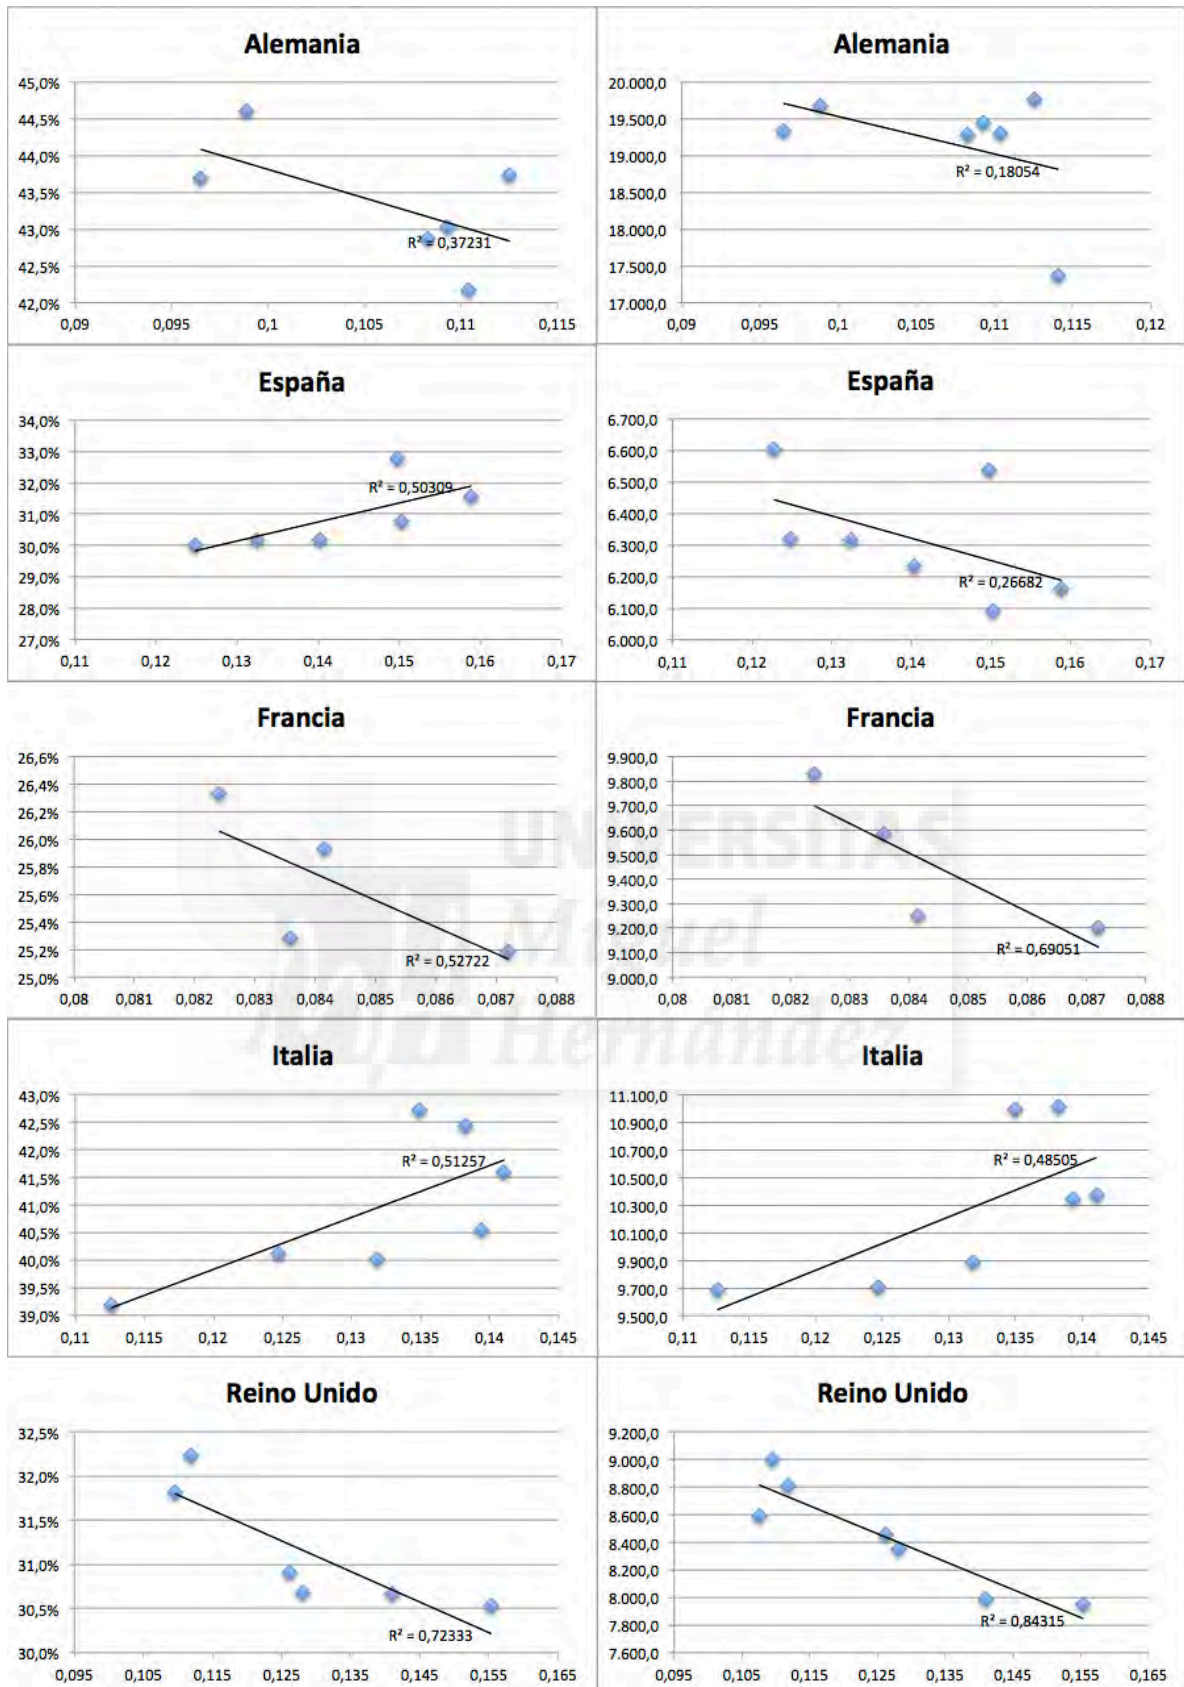 Alemania
45,0%
44,5%
44,0%
43,5%
43,0%
42,5%
42,0%
R² = 0,37231
0,09 0,095 0,1 0,105 0,11 0,115
Alemania
20.000,0
19.500,0
19.000,0
18.500,0
18.000,0
17.500,0
17.000,0
R² = 0,18054
0,09 0,095 0,1 0,105 0,11 0,115 0,12
España
34,0%
33,0%
32,0%
31,0%
30,0%
29,0%
28,0%
27,0%
R² = 0,50309
0,11 0,12 0,13 0,14 0,15 0,16 0,17
España
6.700,0
6.600,0
6.500,0
6.400,0
6.300,0
6.200,0
6.100,0
6.000,0
R² = 0,26682
0,11 0,12 0,13 0,14 0,15 0,16 0,17
Francia
26,6%
26,4%
26,2%
26,0%
25,8%
25,6%
25,4%
25,2%
25,0%
R² = 0,52722
0,08 0,081 0,082 0,083 0,084 0,085 0,086 0,087 0,088
Francia
9.900,0
9.800,0
9.700,0
9.600,0
9.500,0
9.400,0
9.300,0
9.200,0
9.100,0
9.000,0
R² = 0,69051
0,08 0,081 0,082 0,083 0,084 0,085 0,086 0,087 0,088
UNIVERSITAS
Miguel
Hernández
Italia
43,0%
42,5%
42,0%
41,5%
41,0%
40,5%
40,0%
39,5%
39,0%
R² = 0,51257
0,11 0,115 0,12 0,125 0,13 0,135 0,14 0,145
Italia
11.100,0
10.900,0
10.700,0
10.500,0
10.300,0
10.100,0
9.900,0
9.700,0
9.500,0
R² = 0,48505
0,11 0,115 0,12 0,125 0,13 0,135 0,14 0,145
Reino Unido
32,5%
32,0%
31,5%
31,0%
30,5%
30,0%
R² = 0,72333
0,095 0,105 0,115 0,125 0,135 0,145 0,155 0,165
Reino Unido
9.200,0
9.000,0
8.800,0
8.600,0
8.400,0
8.200,0
8.000,0
7.800,0
7.600,0
R² = 0,84315
0,095 0,105 0,115 0,125 0,135 0,145 0,155 0,165